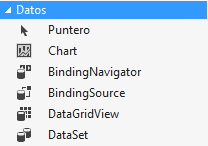 Datos
Puntero
Chart
BindingNavigator
BindingSource
DataGridView
DataSet